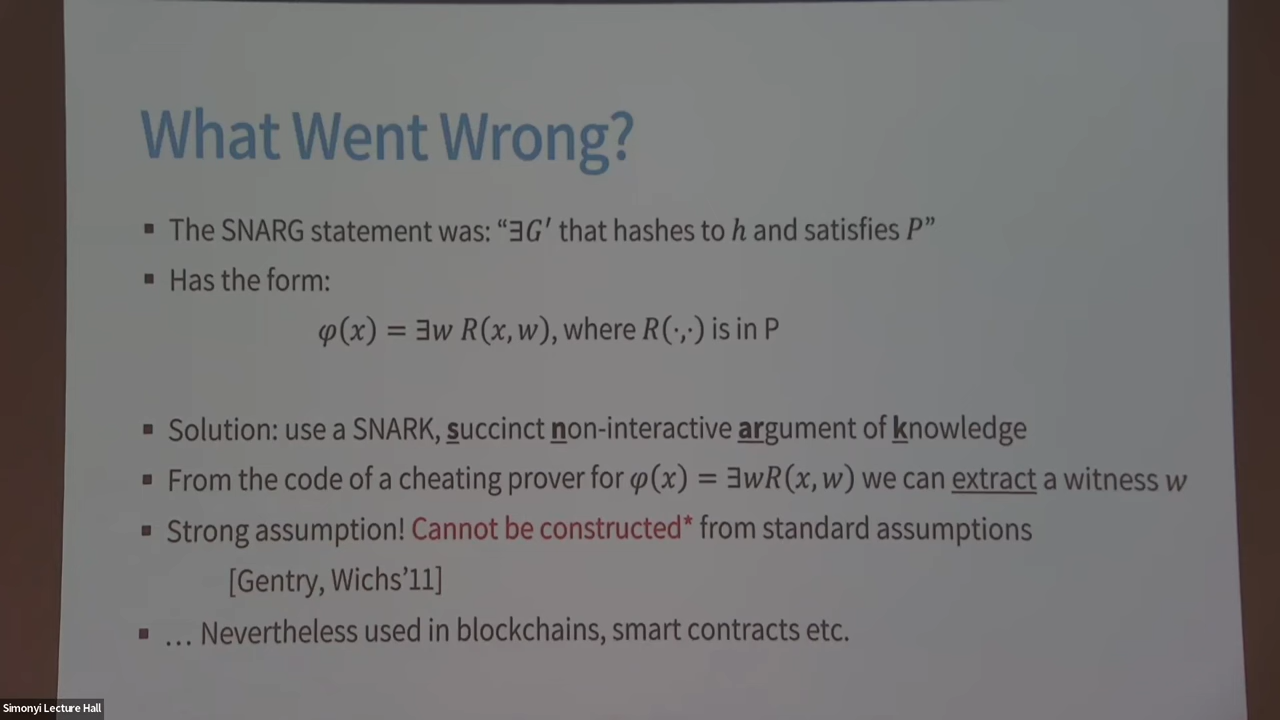 What Went Wrong?
▪ The SNARG statement was: “∃G′ that hashes to h and satisfies P”
▪ Has the form:
φ(x) = ∃w R(x, w), where R(·,·) is in P
▪ Solution: use a SNARK, succinct non-interactive argument of knowledge
▪ From the code of a cheating prover for φ(x) = ∃wR(x, w) we can extract a witness w
▪ Strong assumption! Cannot be constructed* from standard assumptions
[Gentry, Wichs’11]
▪ … Nevertheless used in blockchains, smart contracts etc.
Simonyi Lecture Hall